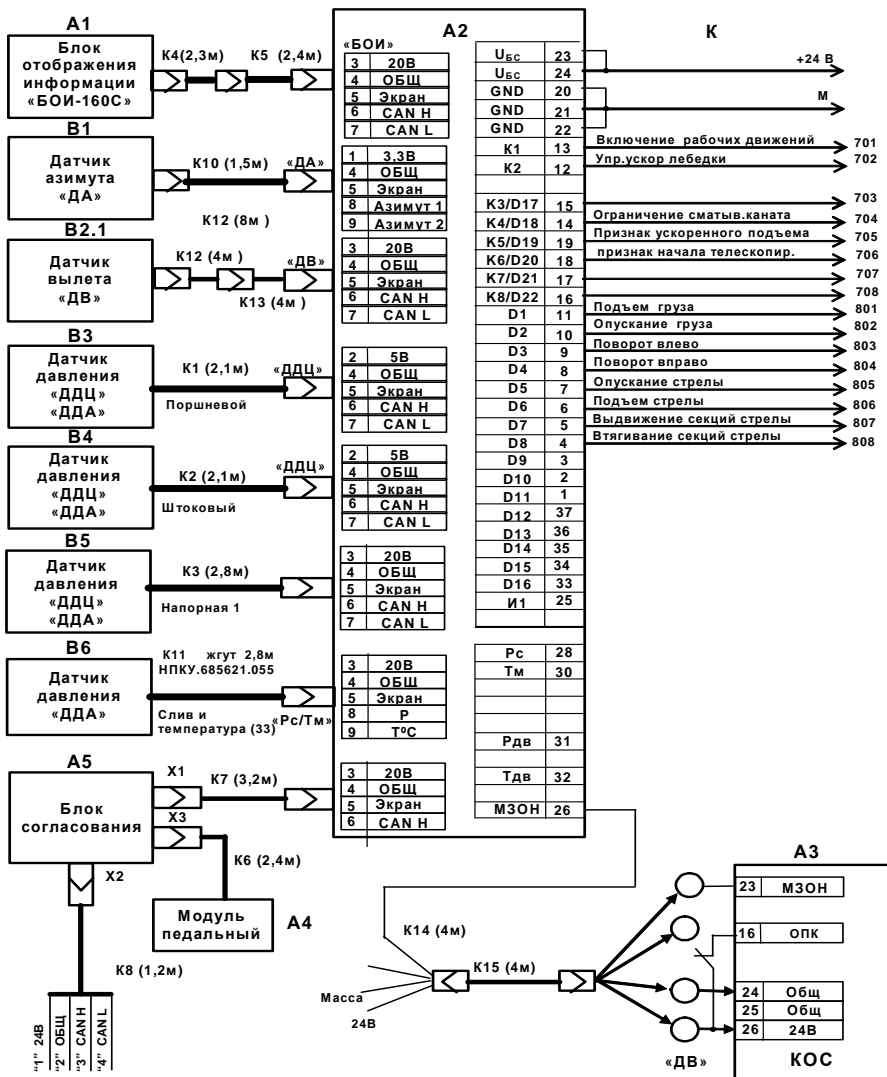 А1
Блок
отображения
информации
«БОИ-160С»
К4(2,3м)
К5 (2,4м)
А2
«БОИ»
3 20В
4 ОБЩ
5 Экран
6 CAN H
7 CAN L
В1
Датчик
азимута
«ДА»
К10 (1,5м)
«ДА»
1 3,3В
4 ОБЩ
5 Экран
8 Азимут 1
9 Азимут 2
К12 (8м )
В2.1
Датчик
вылета
«ДВ»
К12 (4м )
«ДВ»
К13 (4м )
3 20В
4 ОБЩ
5 Экран
6 CAN H
7 CAN L
В3
Датчик
давления
«ДДЦ»
«ДДА»
К1 (2,1м)
«ДДЦ»
Поршневой
2 5В
4 ОБЩ
5 Экран
6 CAN H
7 CAN L
В4
Датчик
давления
«ДДЦ»
«ДДА»
К2 (2,1м)
«ДДЦ»
Штоковый
2 5В
4 ОБЩ
5 Экран
6 CAN H
7 CAN L
В5
Датчик
давления
«ДДЦ»
«ДДА»
К3 (2,8м)
Напорная 1
3 20В
4 ОБЩ
5 Экран
6 CAN H
7 CAN L
В6
Датчик
давления
«ДДА»
К11 жгут 2,8м
НПКУ.685621.055
Слив и
температура (33)
«Рс/Тм»
3 20В
4 ОБЩ
5 Экран
8 Р
9 ТºС
А5
Блок
согласования
Х1
К7 (3,2м)
Х3
К6 (2,4м)
Х2
3 20В
4 ОБЩ
5 Экран
6 CAN H
Модуль
педальный
А4
К8 (1,2м)
"1" 24В
"2" ОБЩ
"3" CAN H
"4" CAN L
К
UБС 23
UБС 24
+24 В
GND 20
GND 21
GND 22
М
К1 13 Включение рабочих движений 701
К2 12 Упр.ускор лебедки 702
К3/D17 15 703
К4/D18 14 Ограничение сматыв.каната 704
К5/D19 19 Признак ускоренного подъема 705
К6/D20 18 признак начала телескопир. 706
К7/D21 17 707
К8/D22 16 708
D1 11 Подъем груза 801
D2 10 Опускание груза 802
D3 9 Поворот влево 803
D4 8 Поворот вправо 804
D5 7 Опускание стрелы 805
D6 6 Подъем стрелы 806
D7 5 Выдвижение секций стрелы 807
D8 4 Втягивание секций стрелы 808
D9 3
D10 2
D11 1
D12 37
D13 36
D14 35
D15 34
D16 33
И1 25
Рс 28
Тм 30
Рдв 31
Тдв 32
МЗОН 26
К14 (4м)
Масса
24В
К15 (4м)
«ДВ»
А3
23 МЗОН
16 ОПК
24 Общ
25 Общ
26 24В
КОС